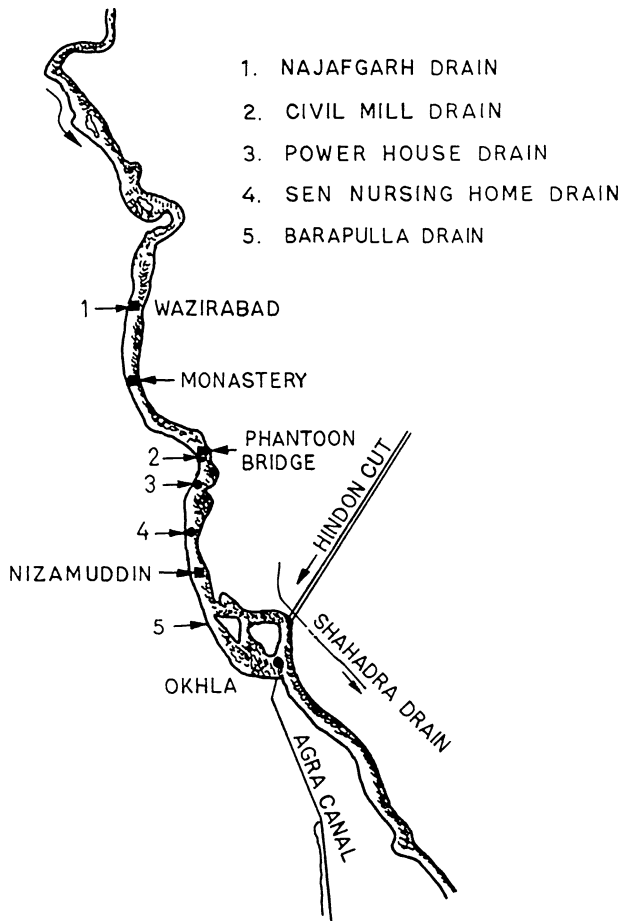 1. NAJAFGARH DRAIN
2. CIVIL MILL DRAIN
3. POWER HOUSE DRAIN
4. SEN NURSING HOME DRAIN
5. BARAPULLA DRAIN
1
WAZIRABAD
MONASTERY
PHANTOON
BRIDGE
2
3
HINDON CUT
4
NIZAMUDDIN
5
SHAHADRA DRAIN
OKHLA
AGRA CANAL